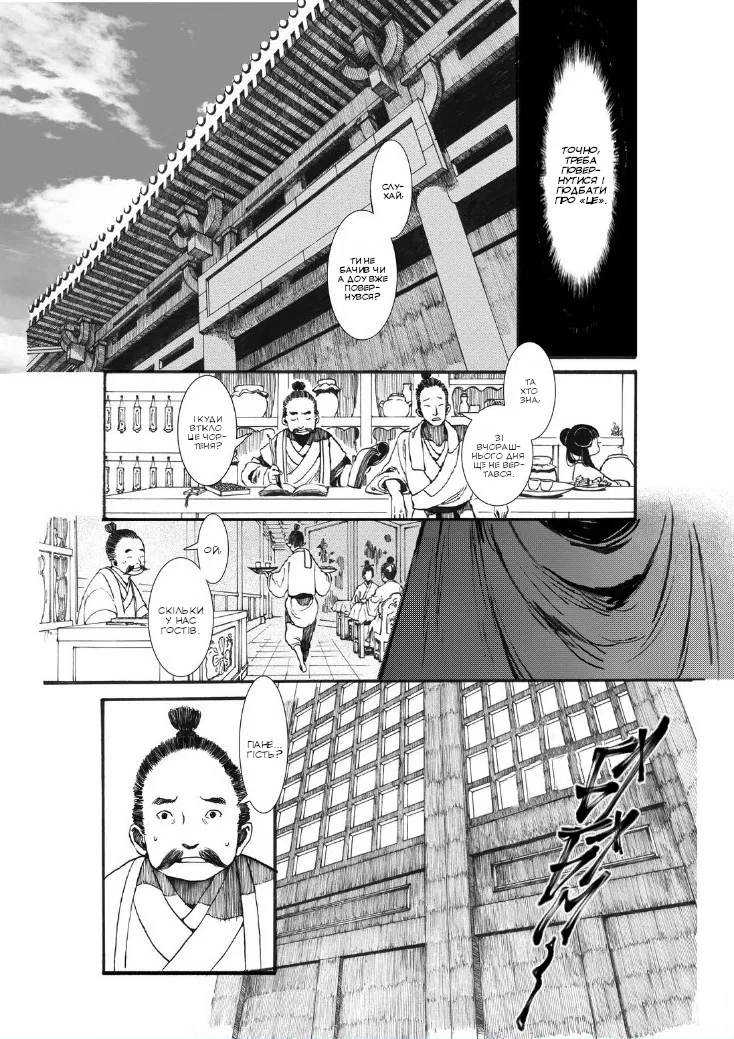 ТОЧНО,
ТРЕБА
ПОВЕР-
НУТИСЯ І
ПОДБАТИ
ПРО «ЦЕ».
СЛУ-
ХАЙ,
ТИ НЕ
БАЧИВ ЧИ
А ДОУ ВЖЕ
ПОВЕР-
НУВСЯ?
ТА
ХТО
ЗНА,
ЗІ
ВЧОРАШ-
НЬОГО ДНЯ
ЩЕ НЕ ВЕР-
ТАВСЯ.
І КУДИ
ВТІКЛО
ЦЕ ЧОР-
ТЕНЯ?
ОЙ,
СКІЛЬКИ
У НАС
ГОСТІВ.
ПАНЕ...
ГІСТЬ?